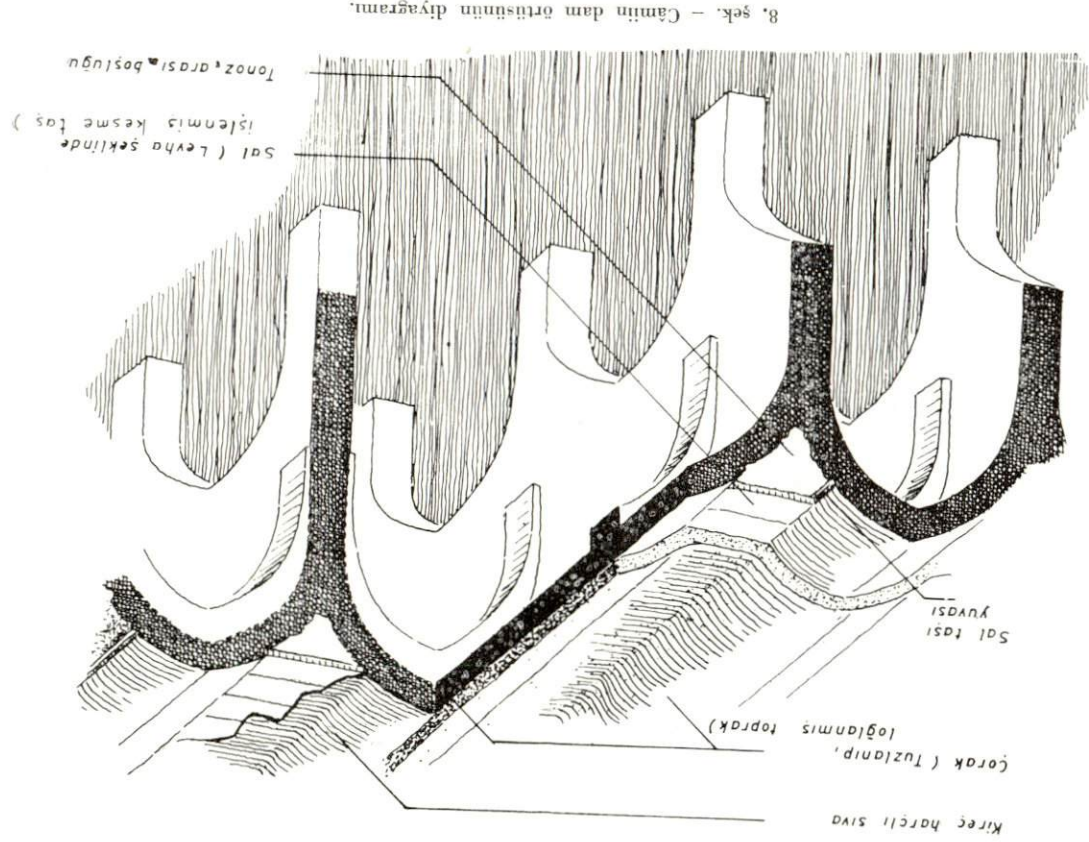 Kireç harçlı sıva
Çorak ( Tuzlanıp,
loğlanmış toprak)
Sal taşı
yuvası
Sal ( Levha şeklinde
işlenmis kesme taş )
Tonoz arası boşluğu
8. şek. – Câmiin dam örtüsünün diyagramı.